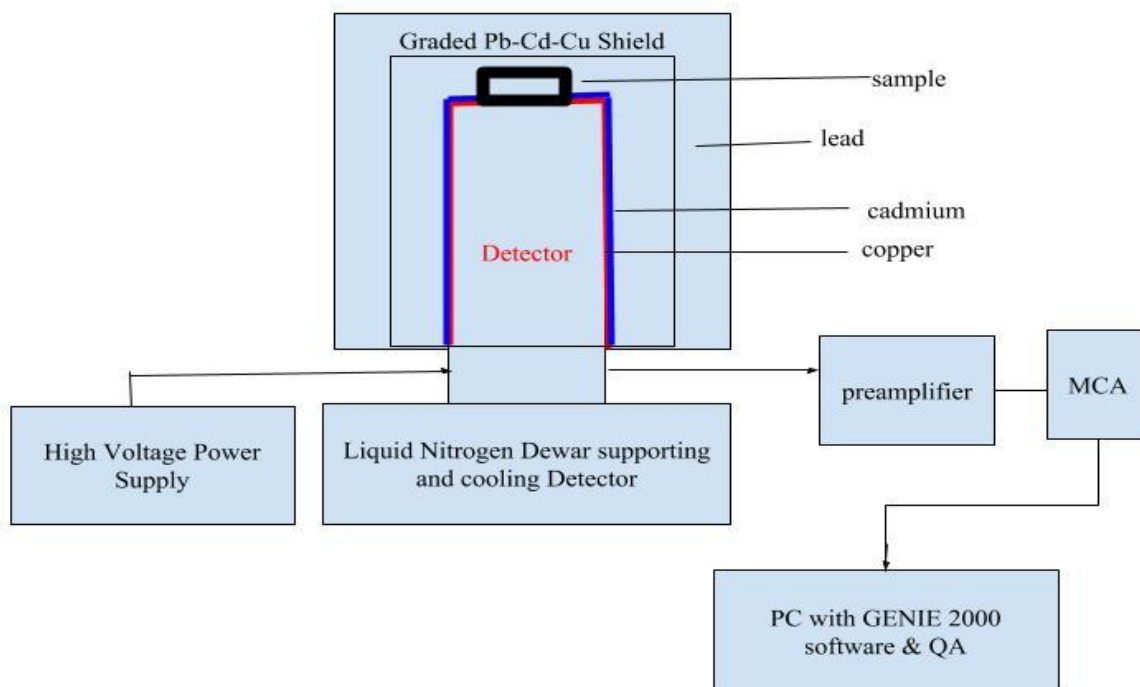 Graded Pb-Cd-Cu Shield
sample
lead
cadmium
copper
Detector
preamplifier
MCA
High Voltage Power
Supply
Liquid Nitrogen Dewar supporting
and cooling Detector
PC with GENIE 2000
software & QA